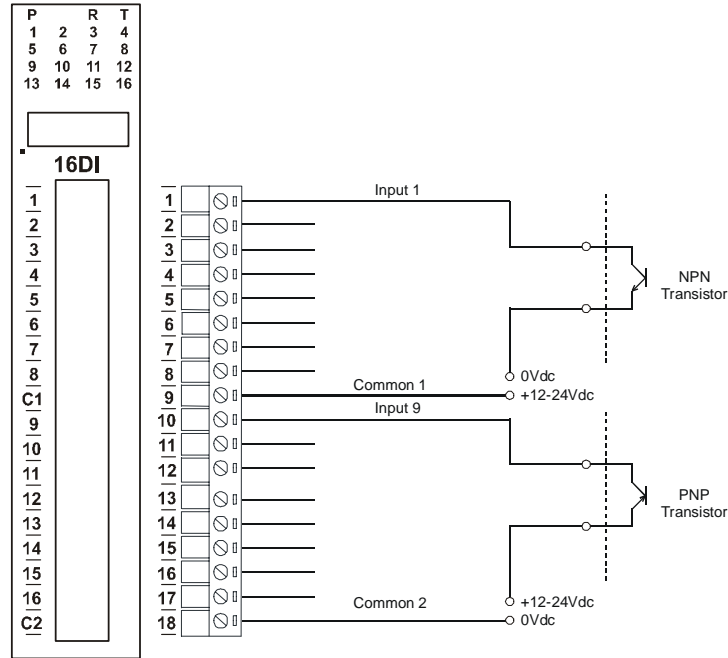 P R T
1 2 3 4
5 6 7 8
9 10 11 12
13 14 15 16
16DI
1
2
3
4
5
6
7
8
C1
9
10
11
12
13
14
15
16
C2
1
2
3
4
5
6
7
8
9
10
11
12
13
14
15
16
17
18
Input 1
NPN
Transistor
0Vdc
Common 1
+12-24Vdc
Input 9
PNP
Transistor
+12-24Vdc
Common 2
0Vdc